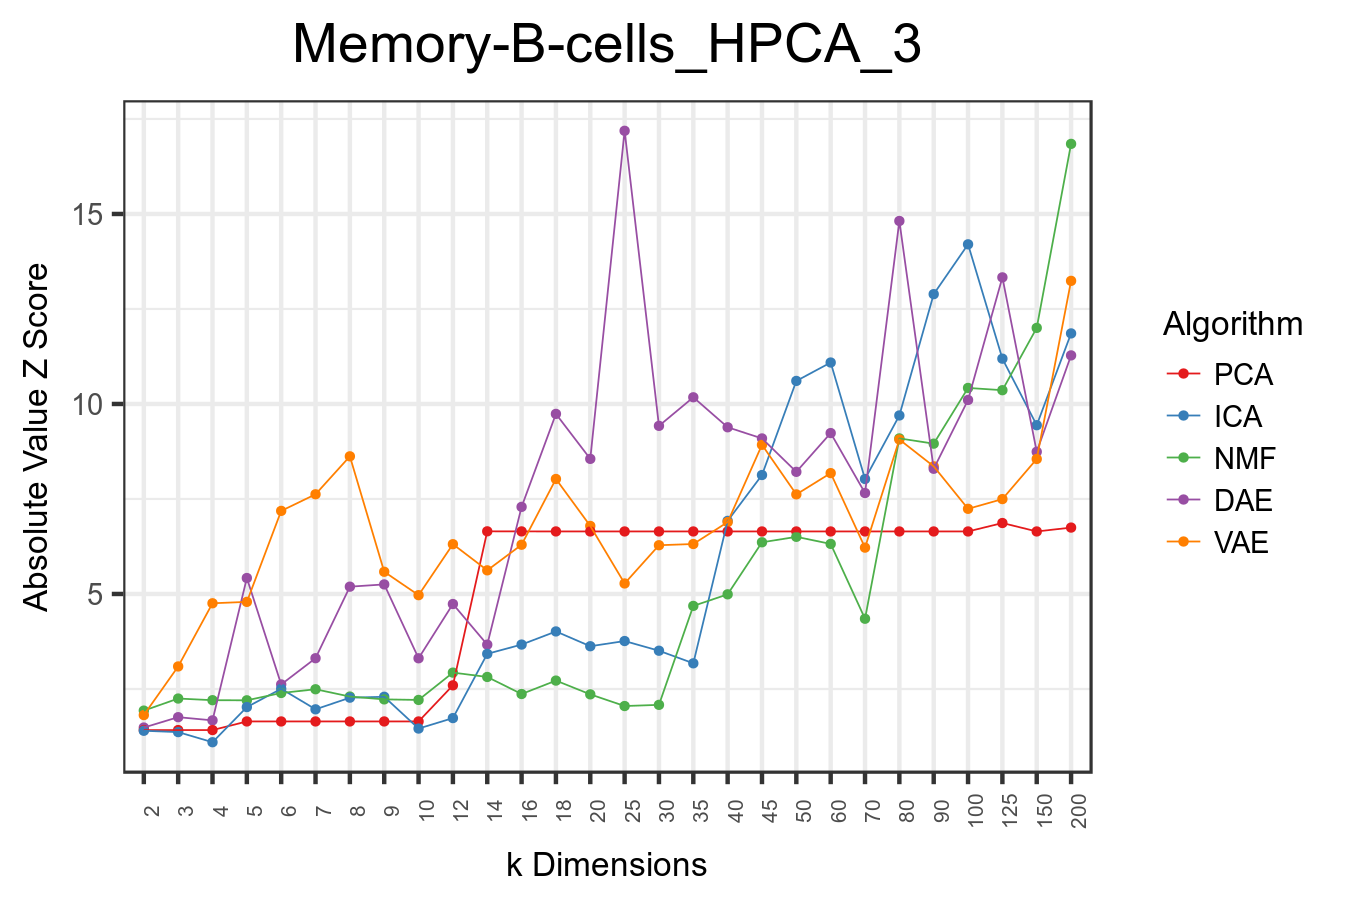 Memory-B-cells_HPCA_3
Absolute Value Z Score
15
10
5
2 3 4 5 6 7 8 9 10 12 14 16 18 20 25 30 35 40 45 50 60 70 80 90 100 125 150 200
k Dimensions
Algorithm
PCA
ICA
NMF
DAE
VAE